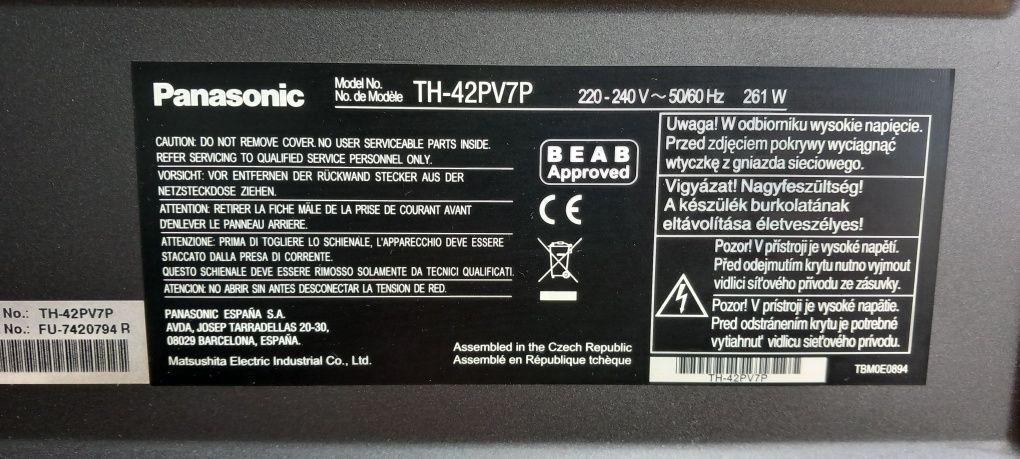 Panasonic
Model No.
No. de Modèle
TH-42PV7P
220 - 240 V ~ 50/60 Hz 261 W
CAUTION: DO NOT REMOVE COVER. NO USER SERVICEABLE PARTS INSIDE.
REFER SERVICING TO QUALIFIED SERVICE PERSONNEL ONLY.
VORSICHT: VOR ENTFERNEN DER RÜCKWAND STECKER AUS DER
NETZSTECKDOSE ZIEHEN.
ATTENTION: RETIRER LA FICHE MÂLE DE LA PRISE DE COURANT AVANT
D'ENLEVER LE PANNEAU ARRIERE.
ATTENZIONE: PRIMA DI TOGLIERE LO SCHIENALE, L'APPARECCHIO DEVE ESSERE
STACCATO DALLA PRESA DI CORRENTE.
QUESTO SCHIENALE DEVE ESSERE RIMOSSO SOLAMENTE DA TECNICI QUALIFICATI.
ATENCION: NO ABRIR SIN ANTES DESCONECTAR LA TENSION DE RED.
PANASONIC ESPAÑA S.A.
AVDA, JOSEP TARRADELLAS 20-30,
08029 BARCELONA, ESPAÑA.
Matsushita Electric Industrial Co., Ltd.
BEAB
Approved
CE
Assembled in the Czech Republic
Assemblé en République tchèque
Uwaga! W odbiorniku wysokie napięcie.
Przed zdjęciem pokrywy wyciągnąć
wtyczkę z gniazda sieciowego.
Vigyázat! Nagyfeszültség!
A készülék burkolatának
eltávolítása életveszélyes!
Pozor! V přístroji je vysoké napětí.
Před odejmutím krytu nutno vyjmout
vidlici síťového přívodu ze zásuvky.
Pozor! V prístroji je vysoké napätie.
Pred odstránením krytu je potrebné
vytiahnuť vidlicu sieťového prívodu.
TH-42PV7P
TBM0E0894
No.: TH-42PV7P
No.: FU-7420794 R